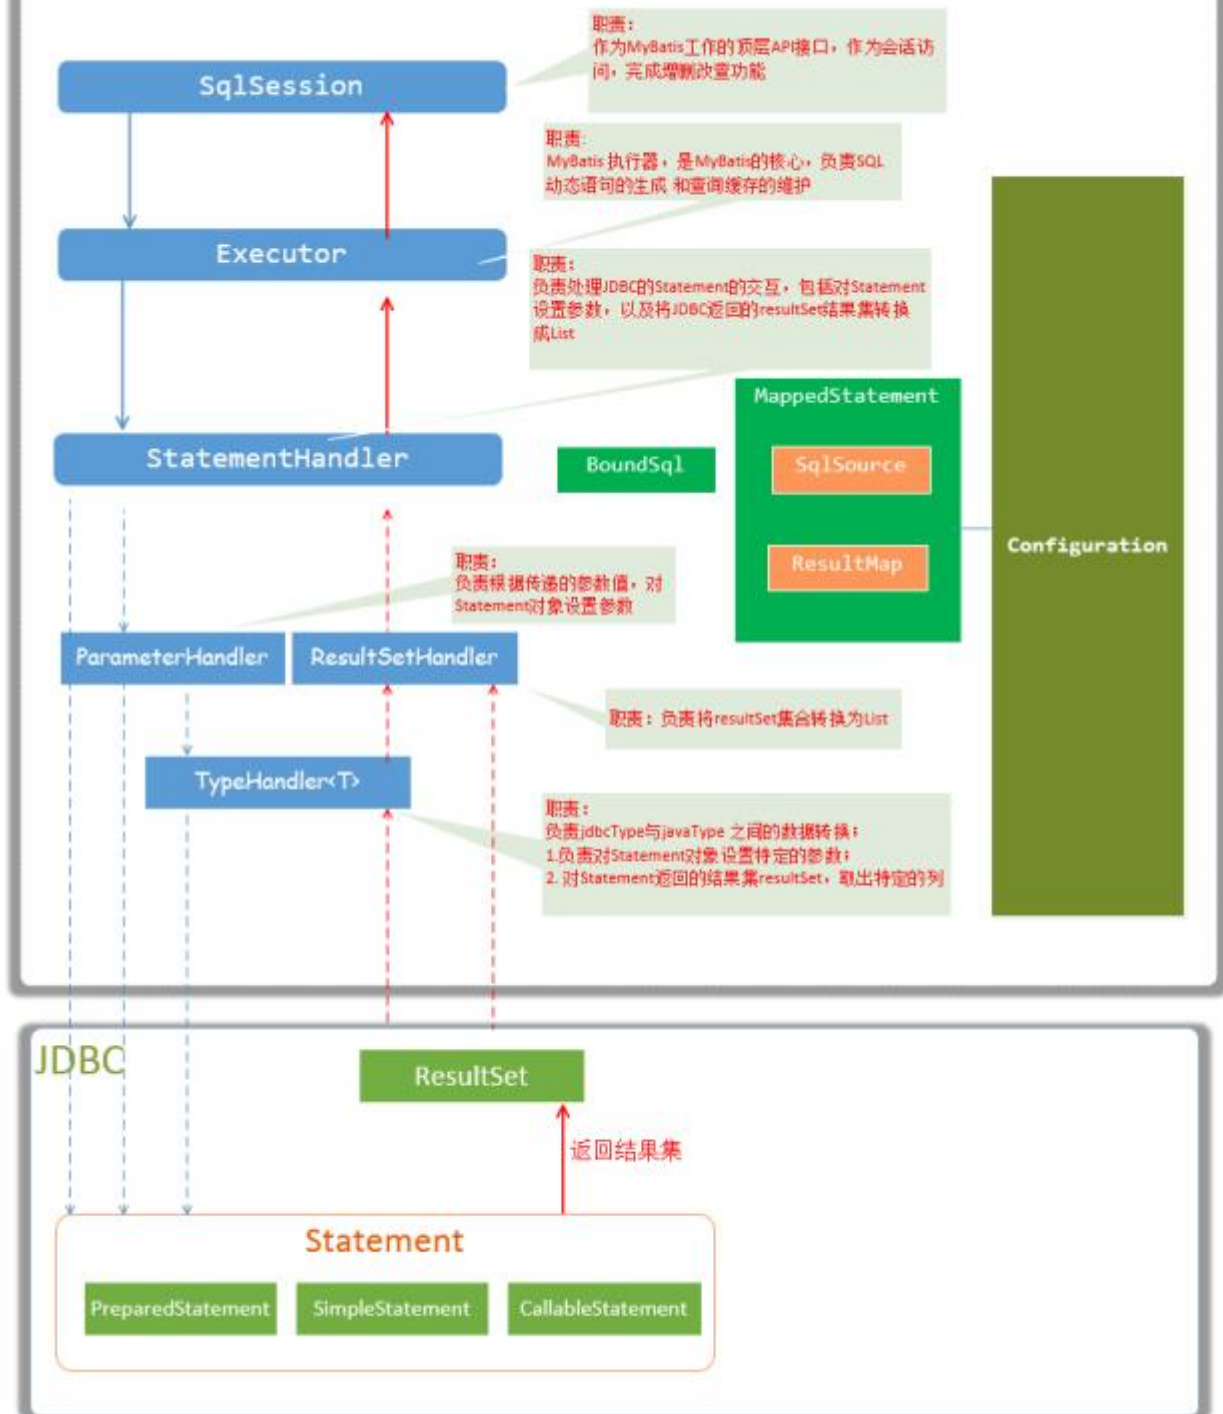 职责：
作为MyBatis工作的顶层API接口，作为会话访
问，完成增删改查功能
SqlSession
职责:
MyBatis 执行器，是MyBatis的核心，负责SQL
动态语句的生成 和查询缓存的维护
Executor
职责：
负责处理JDBC的Statement的交互，包括对Statement
设置参数，以及将JDBC返回的resultSet结果集转换
成List
MappedStatement
StatementHandler
BoundSql
SqlSource
Configuration
ResultMap
职责：
负责根据传递的参数值，对
Statement对象设置参数
ParameterHandler
ResultSetHandler
职责：负责将resultSet集合转换为List
TypeHandler<T>
职责：
负责jdbcType与javaType 之间的数据转换；
1.负责对Statement对象设置特定的参数；
2. 对Statement返回的结果集resultSet，取出特定的列
JDBC
ResultSet
返回结果集
Statement
PreparedStatement
SimpleStatement
CallableStatement